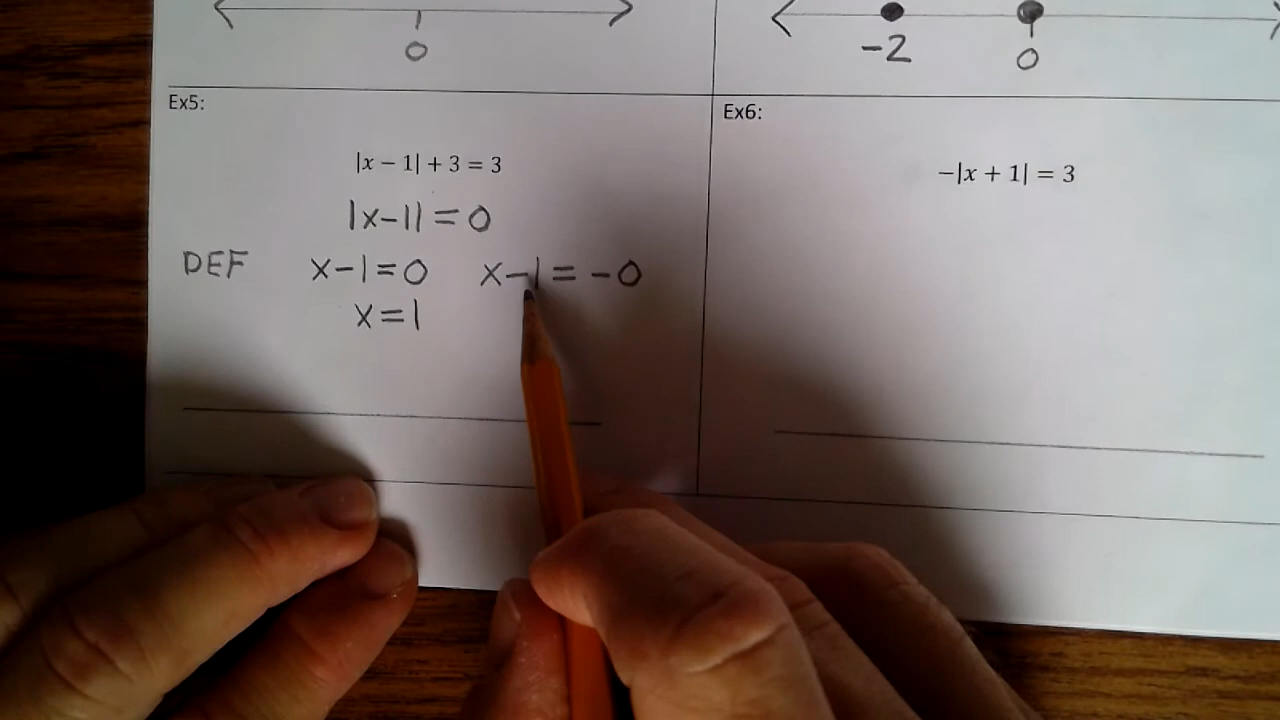 0
-2
0
Ex5:
|x − 1| + 3 = 3
|x-1| = 0
DEF x-1=0 x-1=-0
x=1
Ex6:
−|x + 1| = 3